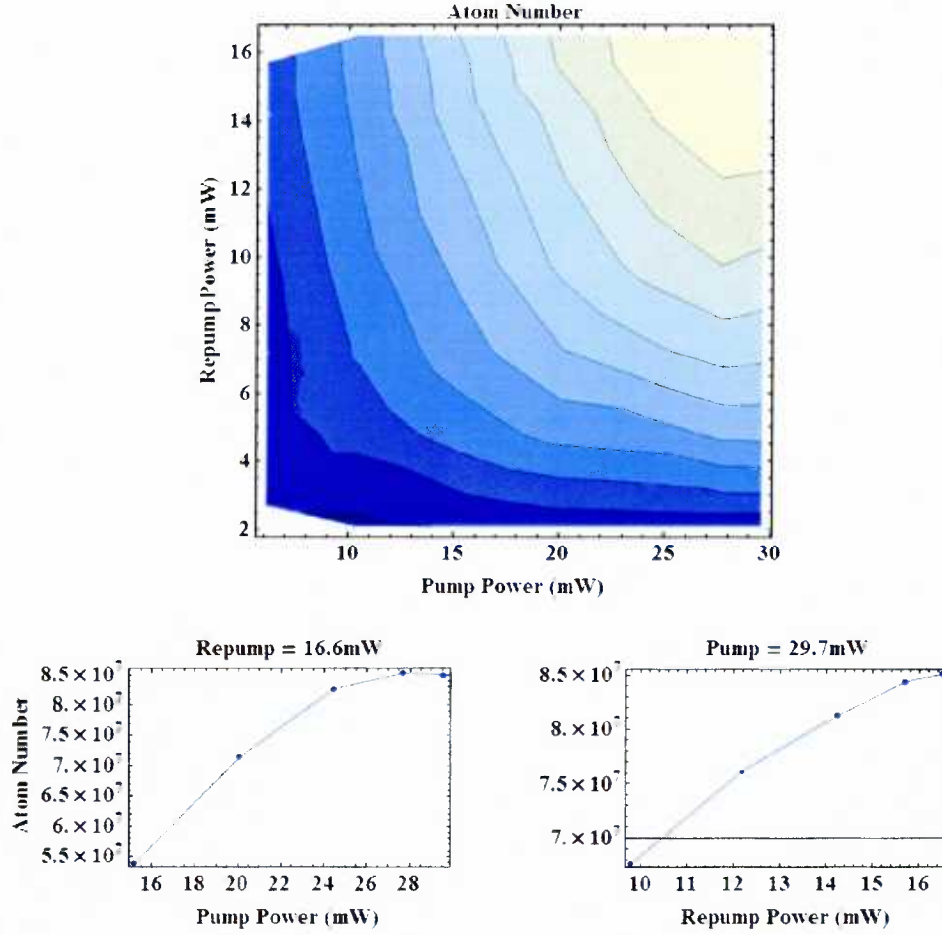 Atom Number
16
14
12
10
8
6
4
2
Repump Power (mW)
10 15 20 25 30
Pump Power (mW)
Repump = 16.6mW
8.5 × 10⁷
8. × 10⁷
7.5 × 10⁷
7. × 10⁷
6.5 × 10⁷
6. × 10⁷
5.5 × 10⁷
Atom Number
16 20 22 24 26 28
Pump Power (mW)
Pump = 29.7mW
8.5 × 10⁷
8. × 10⁷
7.5 × 10⁷
7. × 10⁷
10 11 12 13 14 15 16
Repump Power (mW)